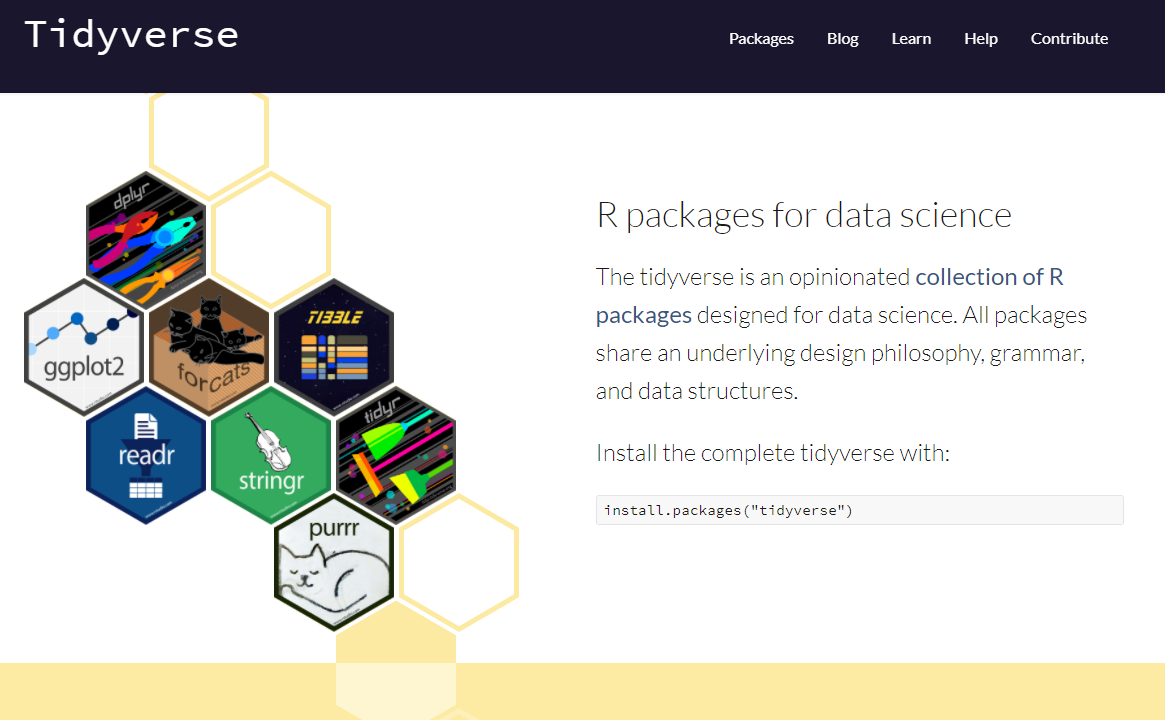 Tidyverse
Packages Blog Learn Help Contribute
dplyr
ggplot2
forcats
TIBBLE
readr
stringr
tidyr
purrr
R packages for data science
The tidyverse is an opinionated collection of R
packages designed for data science. All packages
share an underlying design philosophy, grammar,
and data structures.
Install the complete tidyverse with:
install.packages("tidyverse")